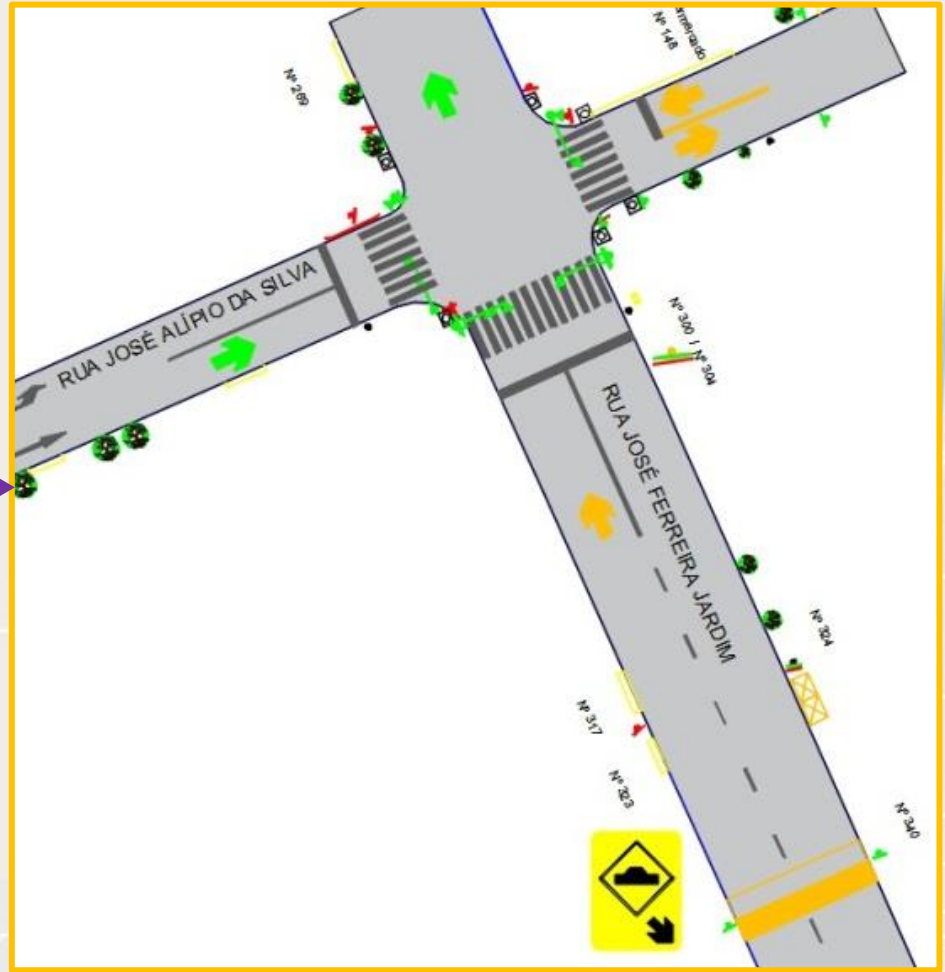 Nº 148
Nº 269
RUA JOSÉ ALÍPIO DA SILVA
Nº 300 / Nº 304
RUA JOSÉ FERREIRA JARDIM
Nº 324
Nº 317
Nº 323
Nº 340